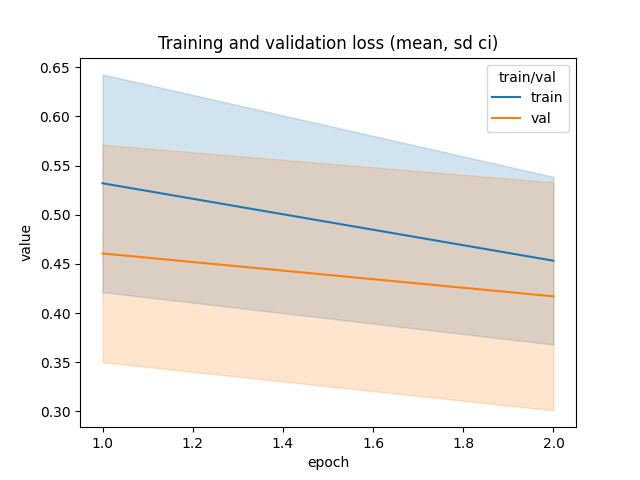 Training and validation loss (mean, sd ci)
train/val
train
val
value
0.65
0.60
0.55
0.50
0.45
0.40
0.35
0.30
1.0 1.2 1.4 1.6 1.8 2.0
epoch